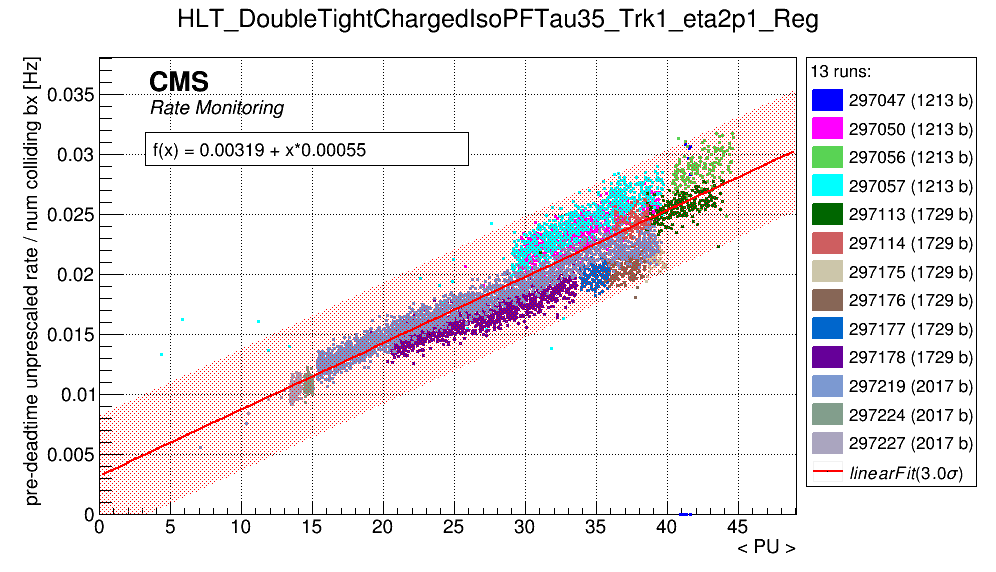 HLT_DoubleTightChargedIsoPFTau35_Trk1_eta2p1_Reg
pre-deadtime unprescaled rate / num colliding bx [Hz]
CMS
Rate Monitoring
f(x) = 0.00319 + x*0.00055
0.035
0.03
0.025
0.02
0.015
0.01
0.005
0
0 5 10 15 20 25 30 35 40 45
< PU >
13 runs:
297047 (1213 b)
297050 (1213 b)
297056 (1213 b)
297057 (1213 b)
297113 (1729 b)
297114 (1729 b)
297175 (1729 b)
297176 (1729 b)
297177 (1729 b)
297178 (1729 b)
297219 (2017 b)
297224 (2017 b)
297227 (2017 b)
linearFit(3.0σ)